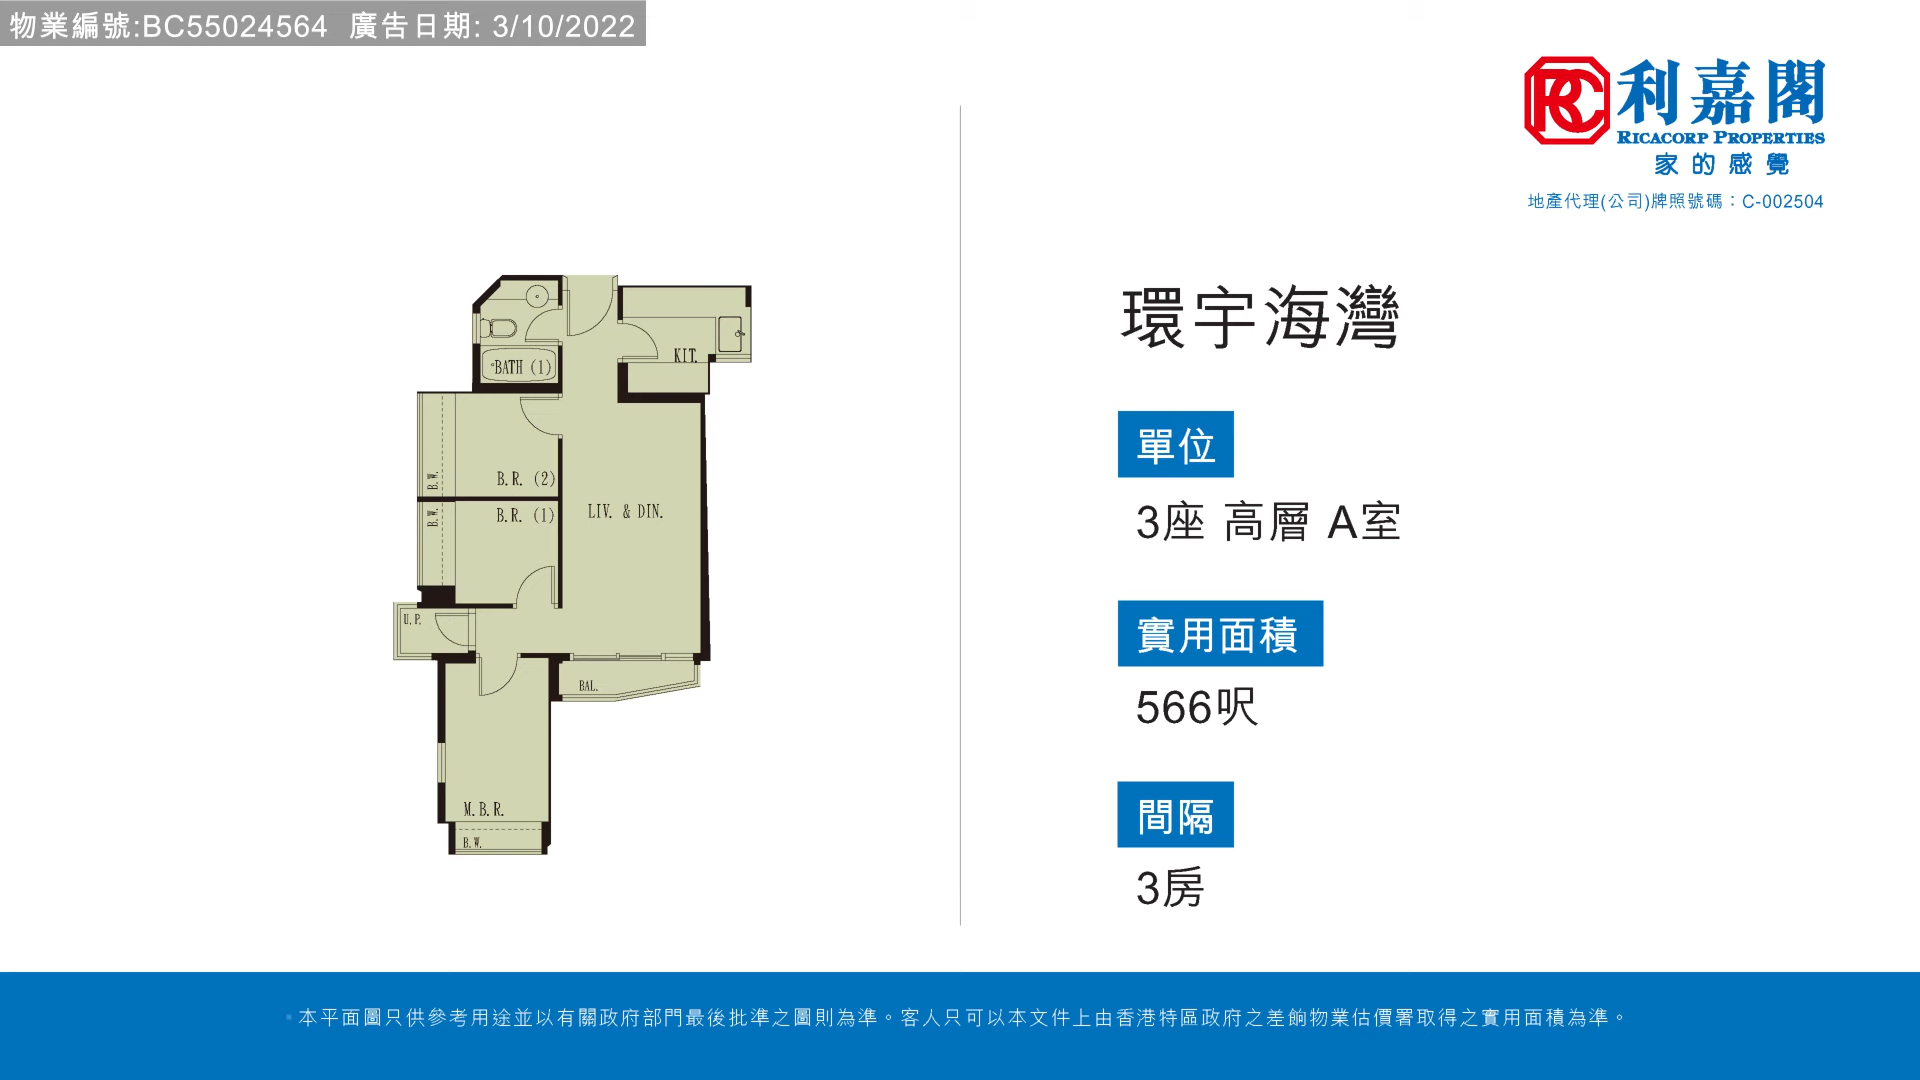 物業編號:BC55024564 廣告日期: 3/10/2022
RC 利嘉閣
RICACORP PROPERTIES
家的感覺
地產代理(公司)牌照號碼：C-002504
環宇海灣
單位
3座 高層 A室
實用面積
566呎
間隔
3房
KIT.
BATH (1)
B.W.
B.R. (2)
B.W.
B.R. (1)
LIV. & DIN.
U.P.
BAL.
M.B.R.
B.W.
本平面圖只供參考用途並以有關政府部門最後批準之圖則為準。客人只可以本文件上由香港特區政府之差餉物業估價署取得之實用面積為準。